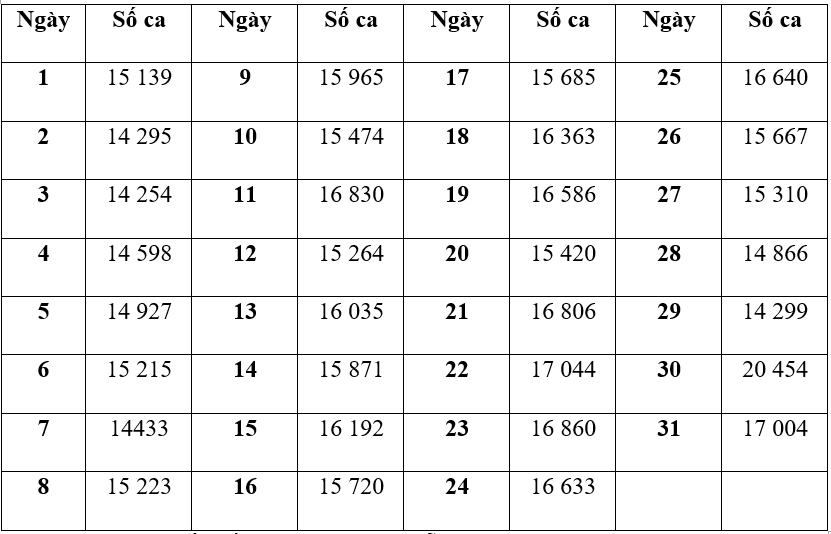 Ngày Số ca Ngày Số ca Ngày Số ca Ngày Số ca
1 15 139 9 15 965 17 15 685 25 16 640
2 14 295 10 15 474 18 16 363 26 15 667
3 14 254 11 16 830 19 16 586 27 15 310
4 14 598 12 15 264 20 15 420 28 14 866
5 14 927 13 16 035 21 16 806 29 14 299
6 15 215 14 15 871 22 17 044 30 20 454
7 14433 15 16 192 23 16 860 31 17 004
8 15 223 16 15 720 24 16 633